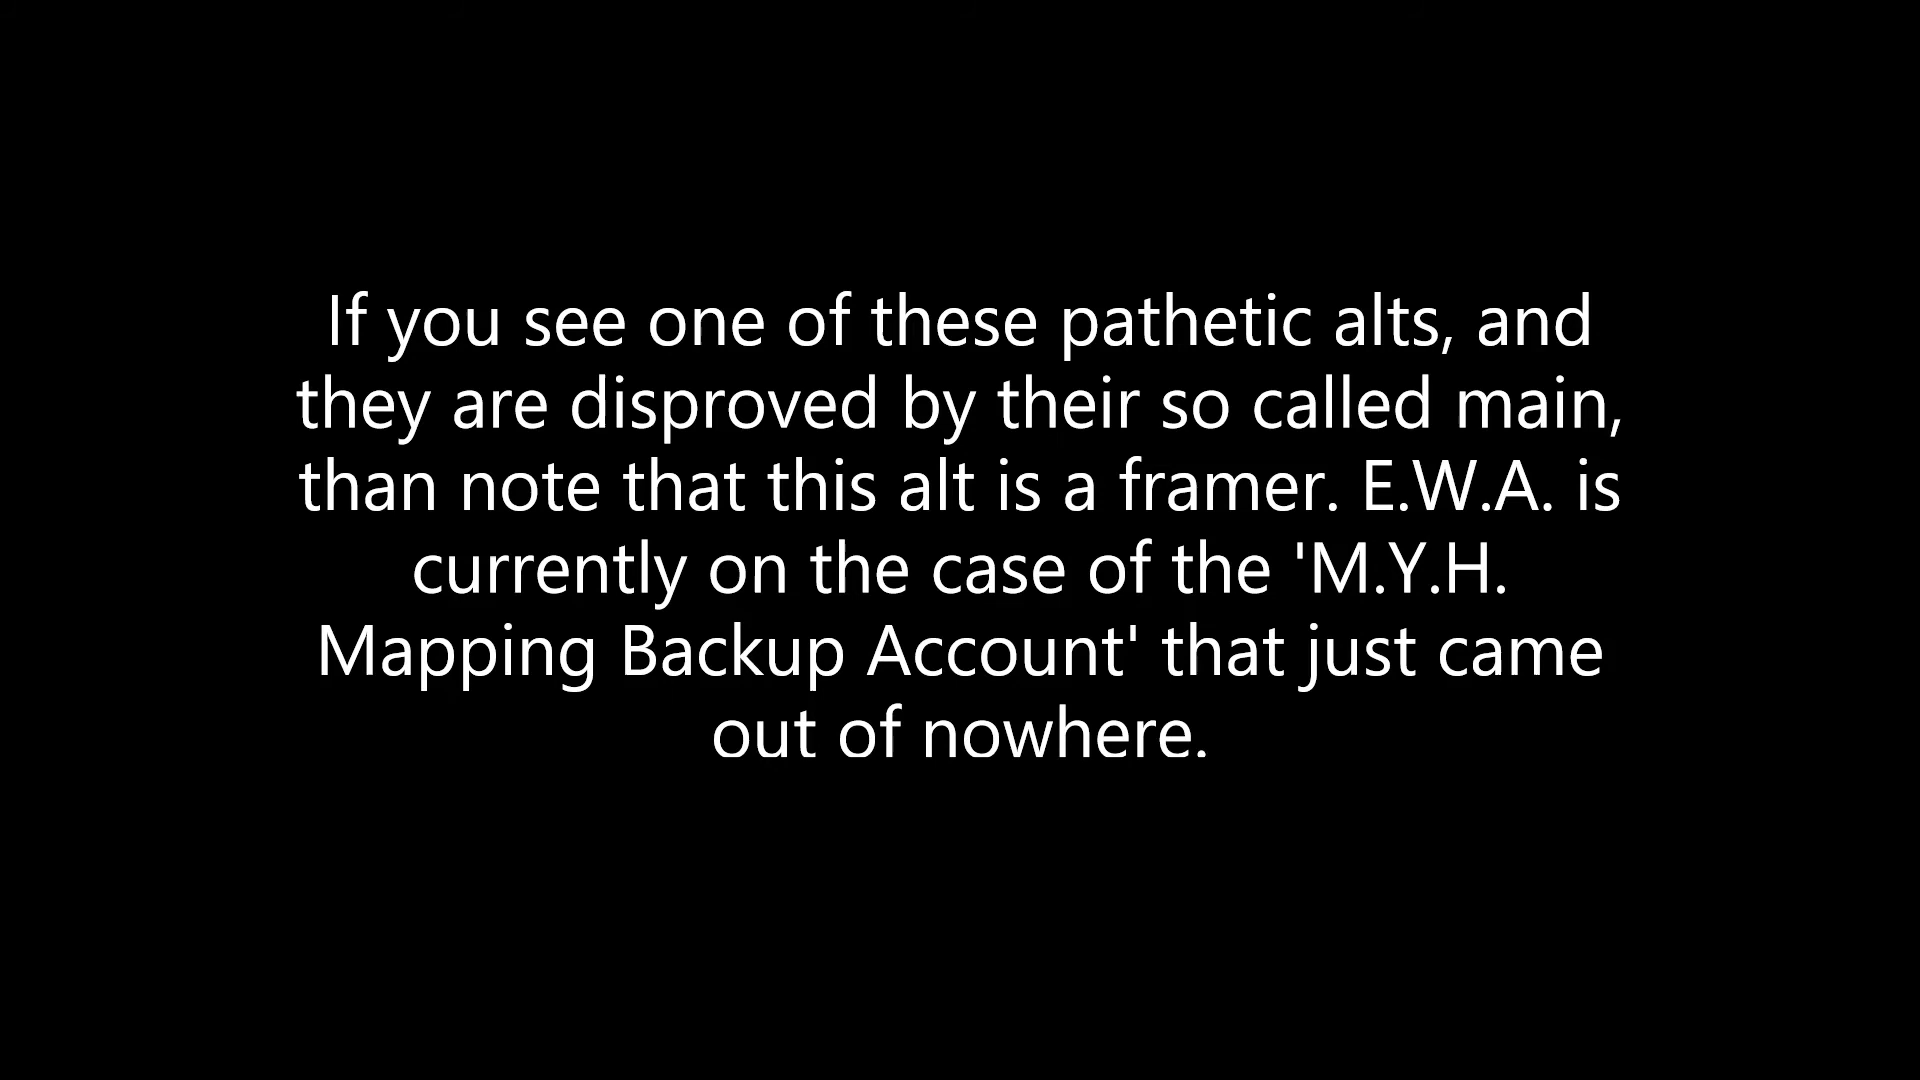 If you see one of these pathetic alts, and
they are disproved by their so called main,
than note that this alt is a framer. E.W.A. is
currently on the case of the 'M.Y.H.
Mapping Backup Account' that just came
out of nowhere.